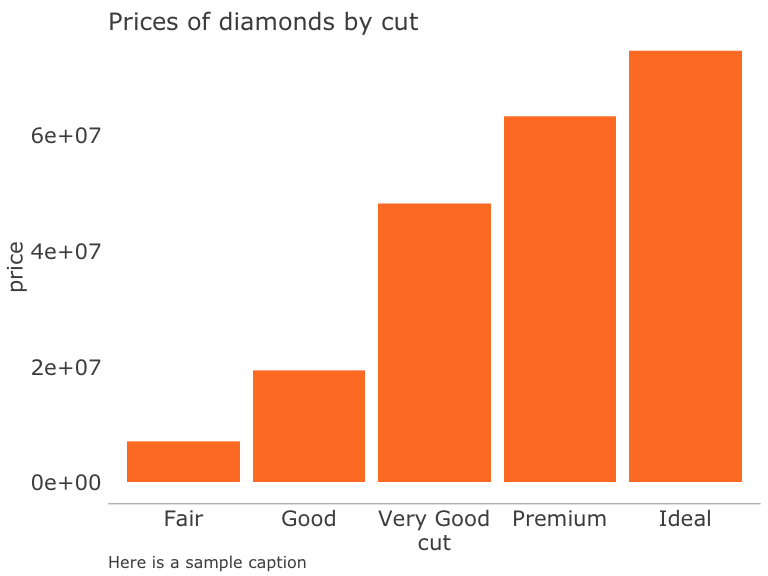 Prices of diamonds by cut
6e+07
4e+07
2e+07
0e+00
price
Fair Good Very Good Premium Ideal
cut
Here is a sample caption